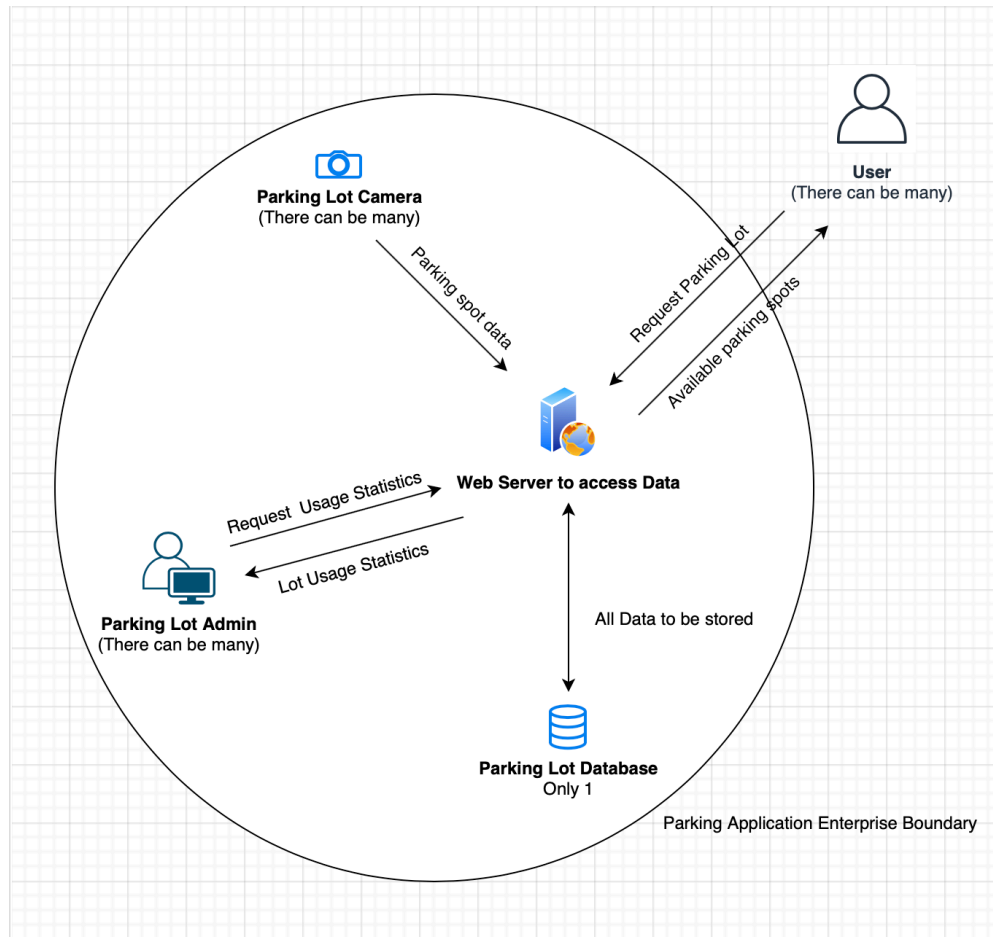 User
(There can be many)
Parking Lot Camera
(There can be many)
Parking spot data
Request Parking Lot
Available parking spots
Web Server to access Data
Request  Usage Statistics
Lot Usage Statistics
Parking Lot Admin
(There can be many)
All Data to be stored
Parking Lot Database
Only 1
Parking Application Enterprise Boundary